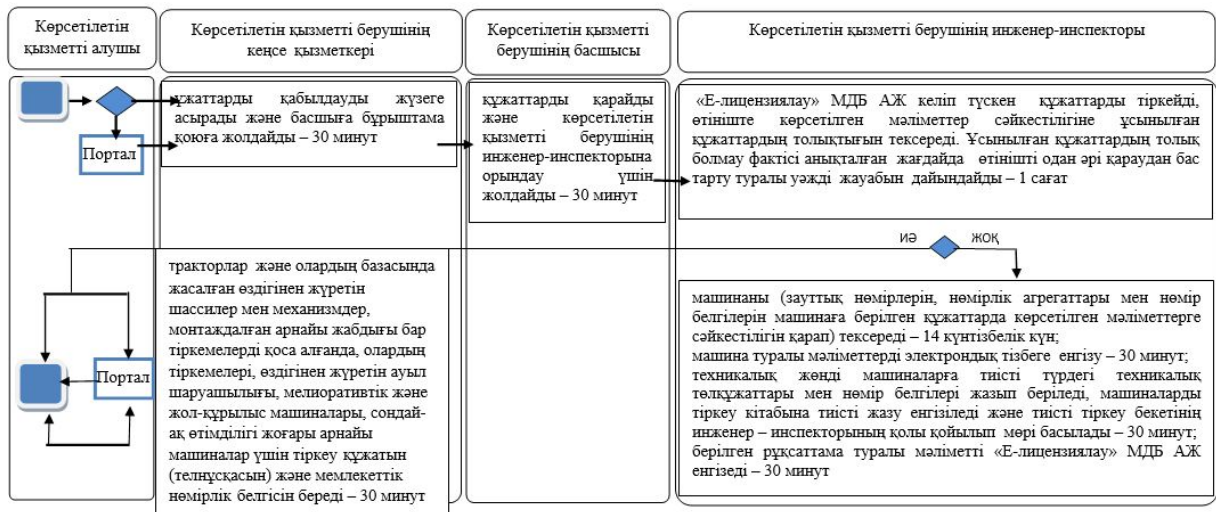 Көрсетілетін
қызметті алушы
Көрсетілетін қызметті берушінің
кеңсе қызметкері
Көрсетілетін қызметті
берушінің басшысы
Көрсетілетін қызметті берушінің инженер-инспекторы
құжаттарды қабылдауды жүзеге
асырады және басшыға бұрыштама
қоюға жолдайды – 30 минут
Портал
құжаттарды қарайды
және көрсетілетін
қызметті берушінің
инженер-инспекторына
орындау үшін
жолдайды – 30 минут
«Е-лицензиялау» МДБ АЖ келіп түскен құжаттарды тіркейді,
өтініште көрсетілген мәліметтер сәйкестілігіне ұсынылған
құжаттардың толықтығын тексереді. Ұсынылған құжаттардың толық
болмау фактісі анықталған жағдайда өтінішті одан әрі қараудан бас
тарту туралы уәжді жауабын дайындайды – 1 сағат
иә
жоқ
тракторлар және олардың базасында
жасалған өздігінен жүретін
шассилер мен механизмдер,
монтаждалған арнайы жабдығы бар
тіркемелерді қоса алғанда, олардың
тіркемелері, өздігінен жүретін ауыл
шаруашылығы, мелиоративтік және
жол-құрылыс машиналары, сондай-
ақ өтімділігі жоғары арнайы
машиналар үшін тіркеу құжатын
(телнұсқасын) және мемлекеттік
нөмірлік белгісін береді – 30 минут
Портал
машинаны (зауттық нөмірлерін, нөмірлік агрегаттары мен нөмір
белгілерін машинаға берілген құжаттарда көрсетілген мәліметтерге
сәйкестілігін қарап) тексереді – 14 күнтізбелік күн;
машина туралы мәліметтерді электрондық тізбеге енгізу – 30 минут;
техникалық жөнді машиналарға тиісті түрдегі техникалық
төлқұжаттары мен нөмір белгілері жазып беріледі, машиналарды
тіркеу кітабына тиісті жазу енгізіледі және тиісті тіркеу бекетінің
инженер – инспекторының қолы қойылып мөрі басылады – 30 минут;
берілген рұқсаттама туралы мәліметті «Е-лицензиялау» МДБ АЖ
енгізеді – 30 минут